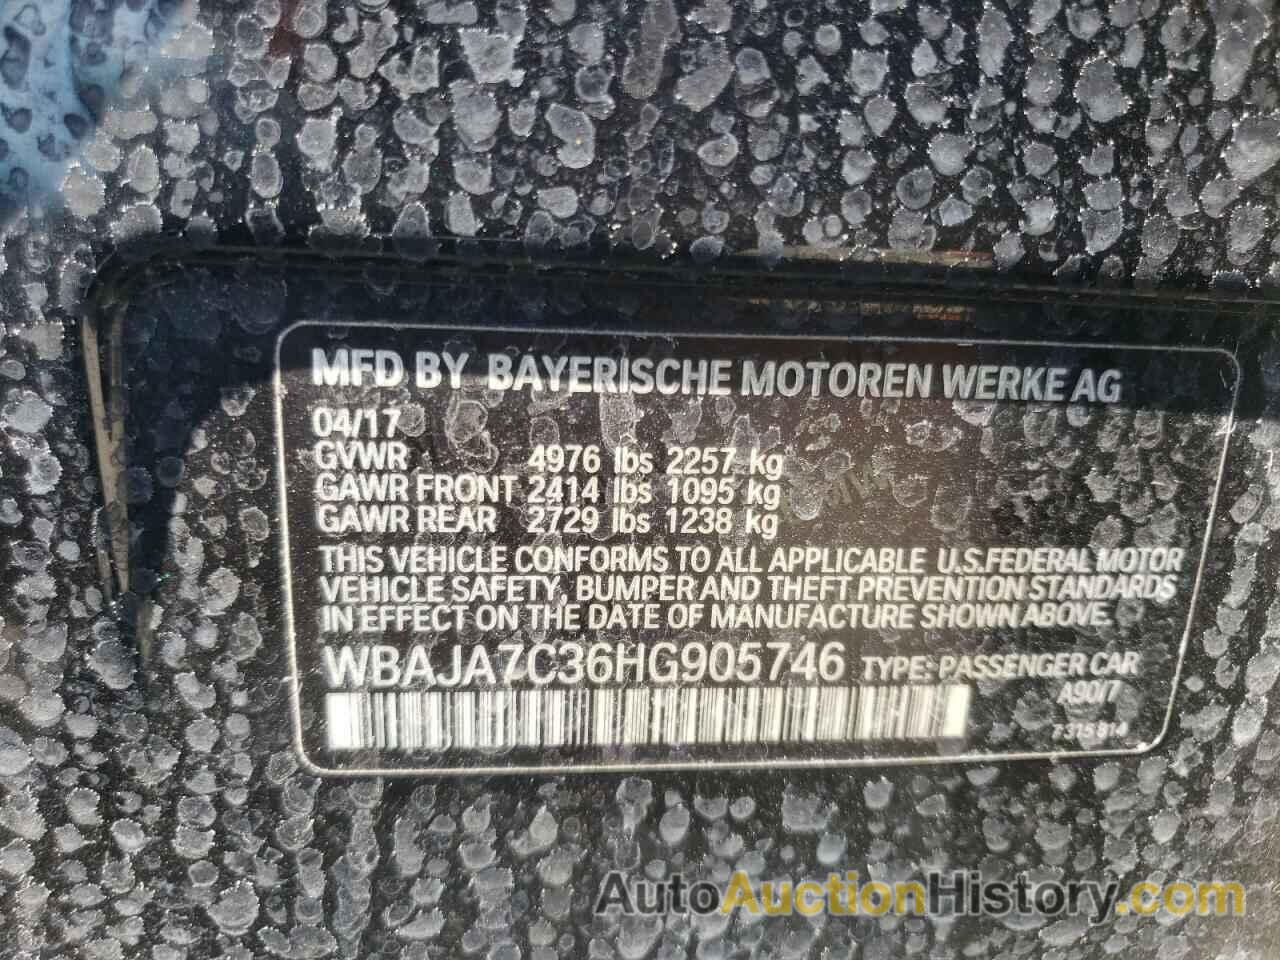 MFD BY BAYERISCHE MOTOREN WERKE AG
04/17
GVWR 4976 lbs 2257 kg
GAWR FRONT 2414 lbs 1095 kg
GAWR REAR 2729 lbs 1238 kg
THIS VEHICLE CONFORMS TO ALL APPLICABLE U.S.FEDERAL MOTOR
VEHICLE SAFETY, BUMPER AND THEFT PREVENTION STANDARDS
IN EFFECT ON THE DATE OF MANUFACTURE SHOWN ABOVE.
WBAJA7C36HG905746 TYPE: PASSENGER CAR
A90/7
7 375 814
AutoAuctionHistory.com